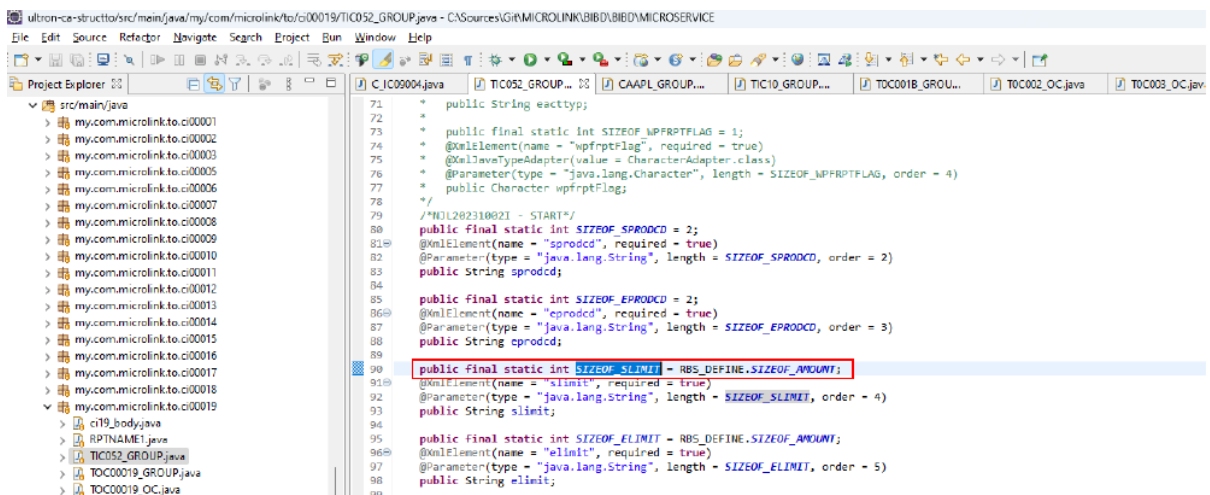 ultron-ca-structto/src/main/java/my/com/microlink/to/ci00019/TIC052_GROUP.java - C:\Sources\Git\MICROLINK\BIBD\BIBD\MICROSERVICE
File Edit Source Refactor Navigate Search Project Run Window Help
Project Explorer
C_IC09004.java TIC052_GROUP... CAAPL_GROUP.... TIC10_GROUP.... TOC001B_GROU... T0C002_OC.java T0C003_OC.jav
src/main/java
my.com.microlink.to.ci00001
my.com.microlink.to.ci00002
my.com.microlink.to.ci00003
my.com.microlink.to.ci00005
my.com.microlink.to.ci00006
my.com.microlink.to.ci00007
my.com.microlink.to.ci00008
my.com.microlink.to.ci00009
my.com.microlink.to.ci00010
my.com.microlink.to.ci00011
my.com.microlink.to.ci00012
my.com.microlink.to.ci00013
my.com.microlink.to.ci00014
my.com.microlink.to.ci00015
my.com.microlink.to.ci00016
my.com.microlink.to.ci00017
my.com.microlink.to.ci00018
my.com.microlink.to.ci00019
ci19_body.java
RPTNAME1.java
TIC052_GROUP.java
TOC00019_GROUP.java
TOC00019_OC.java
71 * public String eacttyp;
72 *
73 * public final static int SIZEOF_WPFRPTFLAG = 1;
74 * @XmlElement(name = "wpfrptFlag", required = true)
75 * @XmlJavaTypeAdapter(value = CharacterAdapter.class)
76 * @Parameter(type = "java.lang.Character", length = SIZEOF_WPFRPTFLAG, order = 4)
77 * public Character wpfrptFlag;
78 */
79 /*NJL20231002I - START*/
80 public final static int SIZEOF_SPRODCD = 2;
81 @XmlElement(name = "sprodcd", required = true)
82 @Parameter(type = "java.lang.String", length = SIZEOF_SPRODCD, order = 2)
83 public String sprodcd;
84
85 public final static int SIZEOF_EPRODCD = 2;
86 @XmlElement(name = "eprodcd", required = true)
87 @Parameter(type = "java.lang.String", length = SIZEOF_EPRODCD, order = 3)
88 public String eprodcd;
89
90 public final static int SIZEOF_SLIMIT = RBS_DEFINE.SIZEOF_AMOUNT;
91 @XmlElement(name = "slimit", required = true)
92 @Parameter(type = "java.lang.String", length = SIZEOF_SLIMIT, order = 4)
93 public String slimit;
94
95 public final static int SIZEOF_ELIMIT = RBS_DEFINE.SIZEOF_AMOUNT;
96 @XmlElement(name = "elimit", required = true)
97 @Parameter(type = "java.lang.String", length = SIZEOF_ELIMIT, order = 5)
98 public String elimit;
99